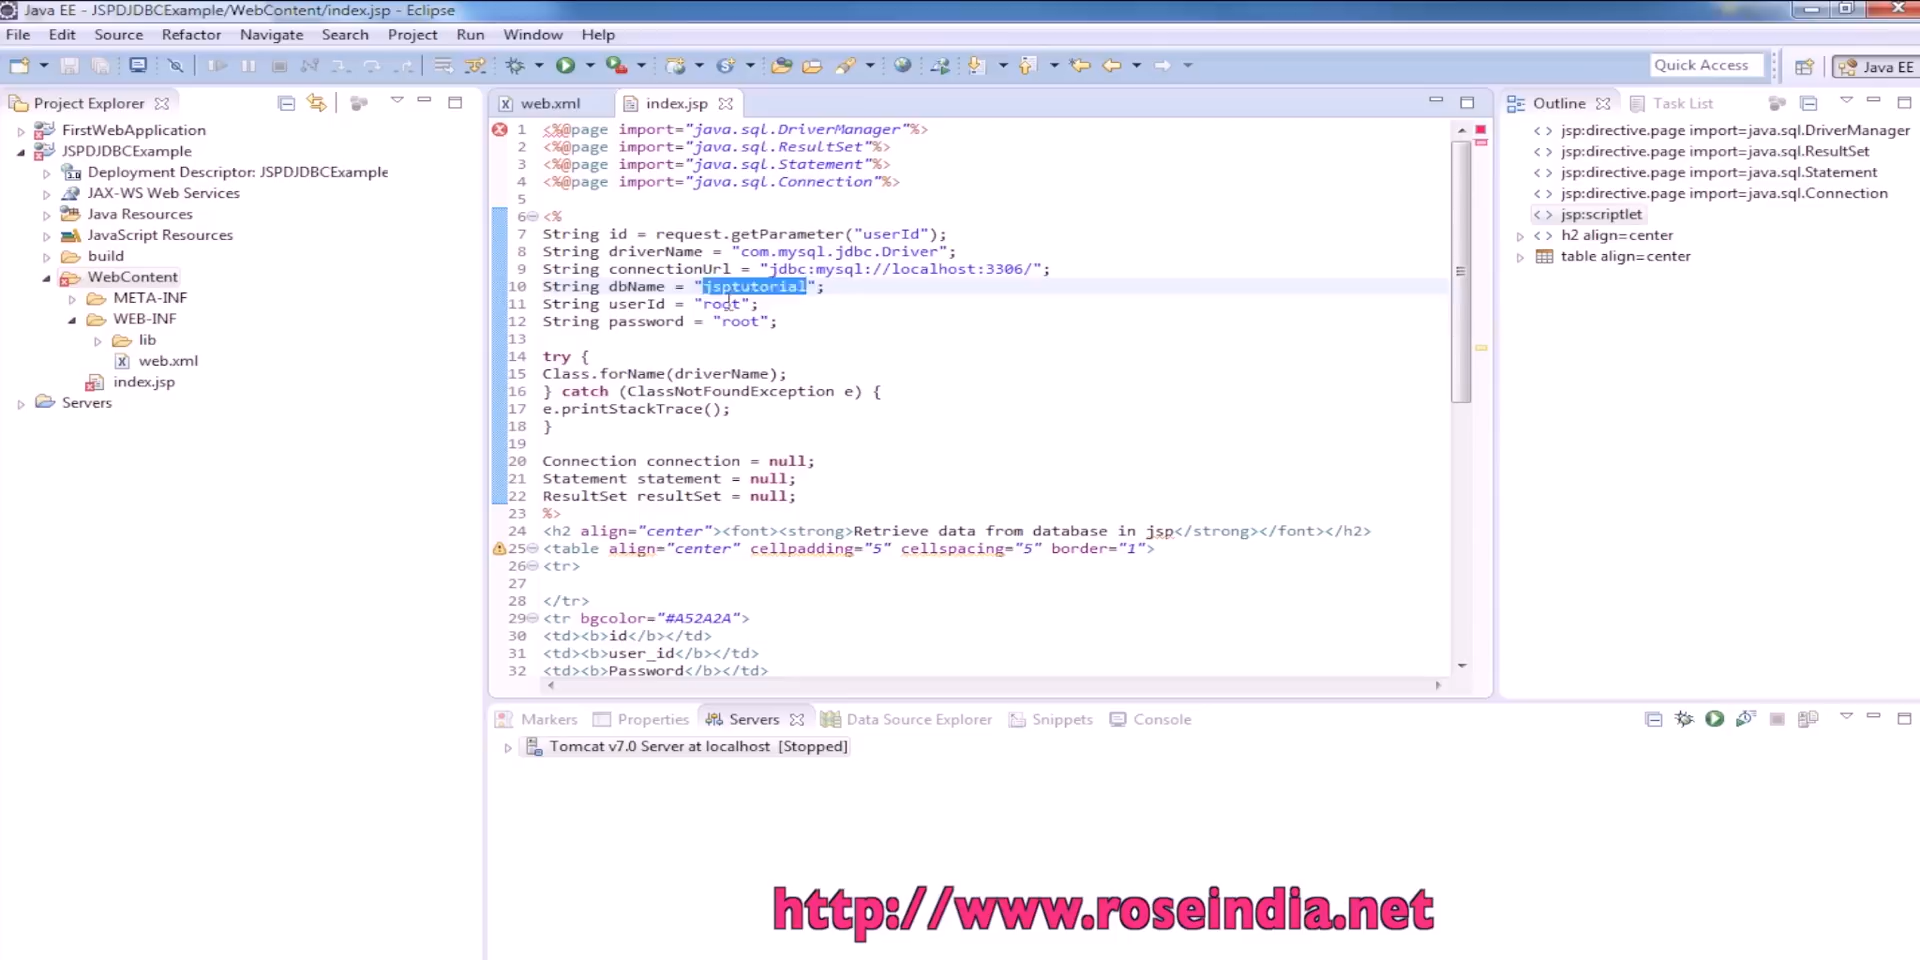 Java EE - JSPDJDBCExample/WebContent/index.jsp - Eclipse
File Edit Source Refactor Navigate Search Project Run Window Help
Quick Access
Java EE
Project Explorer
FirstWebApplication
JSPDJDBCExample
Deployment Descriptor: JSPDJDBCExample
JAX-WS Web Services
Java Resources
JavaScript Resources
build
WebContent
META-INF
WEB-INF
lib
web.xml
index.jsp
Servers
web.xml index.jsp
1 <%@page import="java.sql.DriverManager"%>
2 <%@page import="java.sql.ResultSet"%>
3 <%@page import="java.sql.Statement"%>
4 <%@page import="java.sql.Connection"%>
5
6 <%
7 String id = request.getParameter("userId");
8 String driverName = "com.mysql.jdbc.Driver";
9 String connectionUrl = "jdbc:mysql://localhost:3306/";
10 String dbName = "jsptutorial";
11 String userId = "root";
12 String password = "root";
13
14 try {
15 Class.forName(driverName);
16 } catch (ClassNotFoundException e) {
17 e.printStackTrace();
18 }
19
20 Connection connection = null;
21 Statement statement = null;
22 ResultSet resultSet = null;
23 %>
24 <h2 align="center"><font><strong>Retrieve data from database in jsp</strong></font></h2>
25 <table align="center" cellpadding="5" cellspacing="5" border="1">
26 <tr>
27
28 </tr>
29 <tr bgcolor="#A52A2A">
30 <td><b>id</b></td>
31 <td><b>user_id</b></td>
32 <td><b>Password</b></td>
Outline Task List
jsp:directive.page import=java.sql.DriverManager
jsp:directive.page import=java.sql.ResultSet
jsp:directive.page import=java.sql.Statement
jsp:directive.page import=java.sql.Connection
jsp:scriptlet
h2 align=center
table align=center
Markers Properties Servers Data Source Explorer Snippets Console
Tomcat v7.0 Server at localhost [Stopped]
http://www.roseindia.net